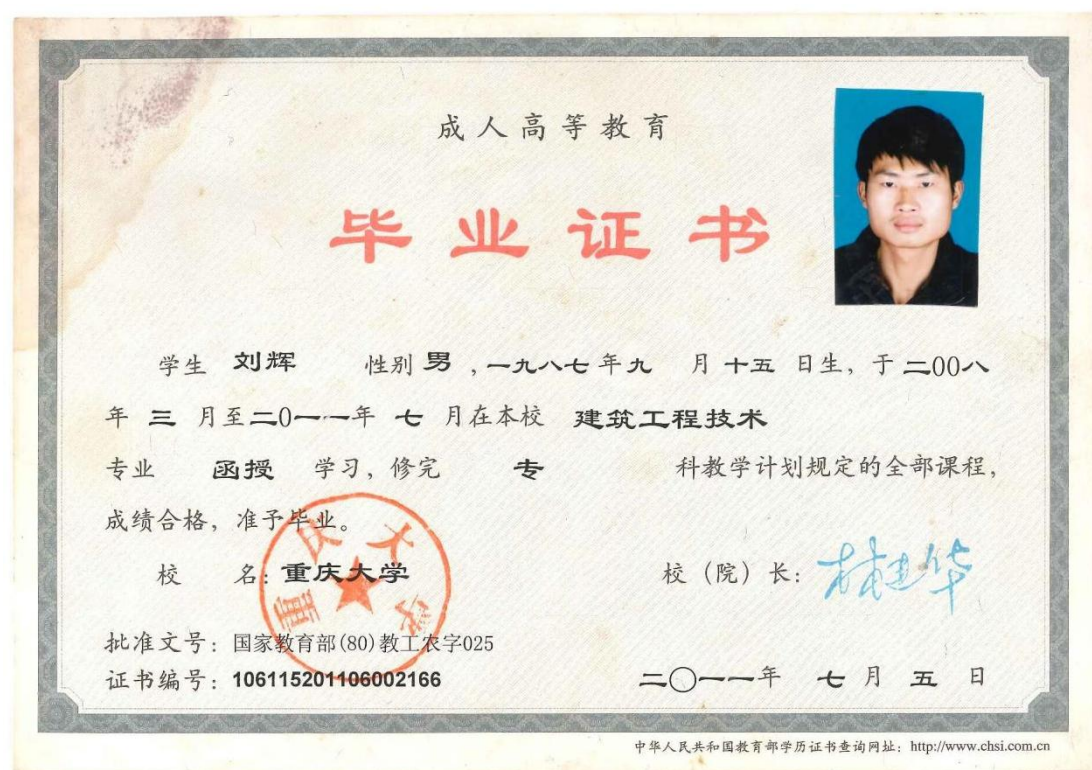 成人高等教育
毕业证书
学生 刘辉 性别 男 , 一九八七 年 九 月 十五 日生, 于 二00八
年 三 月至 二0一一年 七 月在本校 建筑工程技术
专业 函授 学习, 修完 专 科教学计划规定的全部课程,
成绩合格, 准予毕业。
校 名: 重庆大学 校 (院) 长: 林建华
重庆大学
批准文号: 国家教育部(80)教工农字025
证书编号: 106115201106002166 二〇一一年 七 月 五 日
中华人民共和国教育部学历证书查询网址: http://www.chsi.com.cn